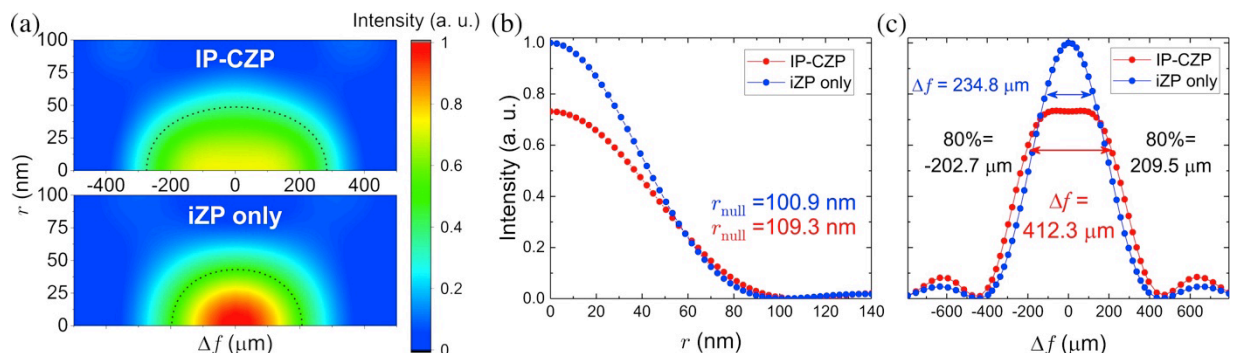 (a)
Intensity (a. u.)
100
75
50
25
0
IP-CZP
-400
-200
0
200
400
100
75
50
25
0
iZP only
r (nm)
Δf (μm)
1
0.8
0.6
0.4
0.2
0
(b)
1.0
0.8
0.6
0.4
0.2
0.0
Intensity (a. u.)
IP-CZP
iZP only
r_null =100.9 nm
r_null =109.3 nm
0 20 40 60 80 100 120 140
r (nm)
(c)
IP-CZP
iZP only
Δf = 234.8 μm
80%=
-202.7 μm
80%=
209.5 μm
Δf =
412.3 μm
-600 -400 -200 0 200 400 600
Δf (μm)